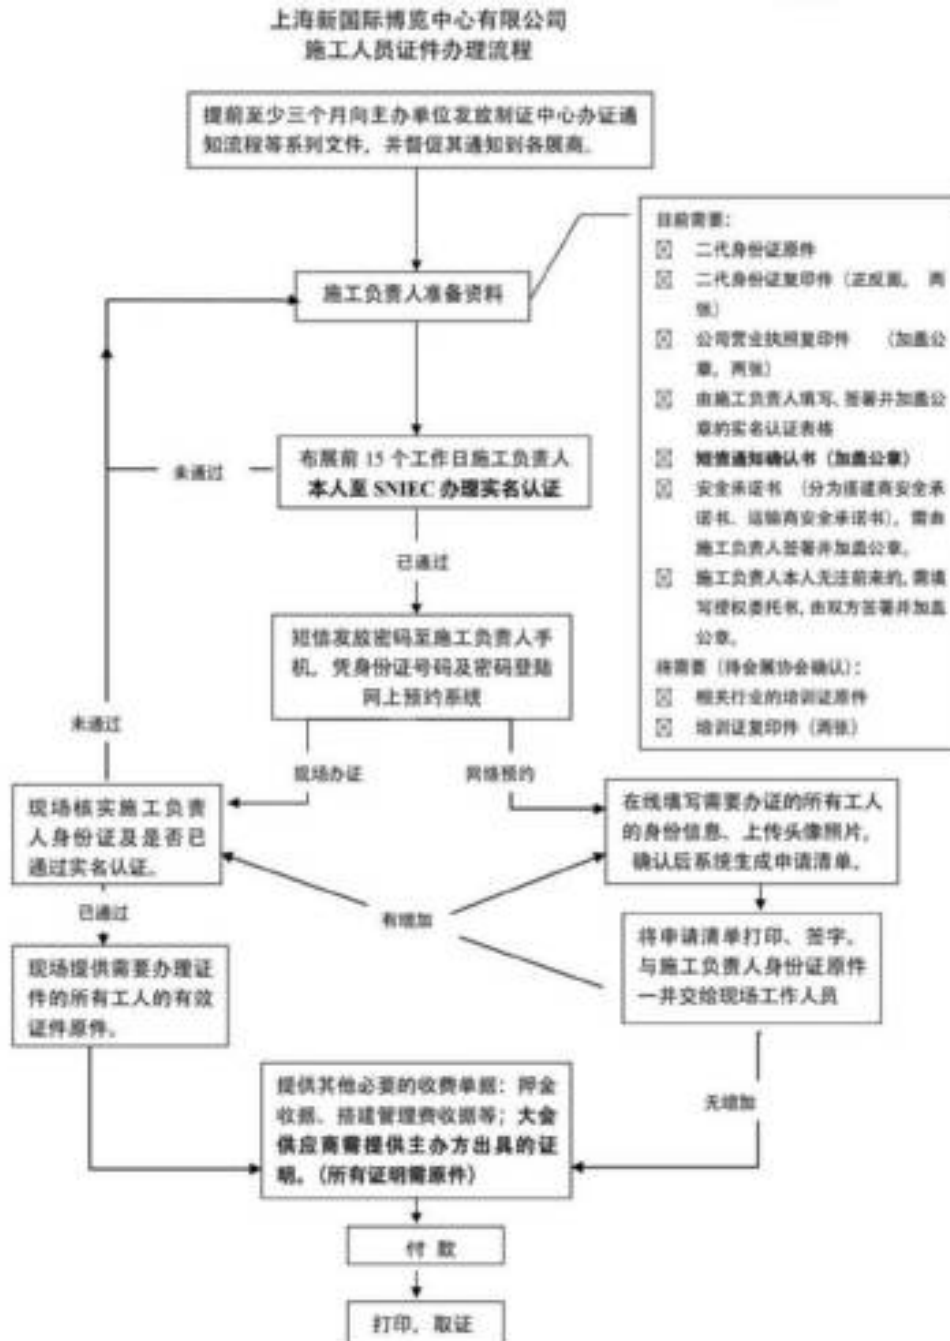 上海新国际博览中心有限公司
施工人员证件办理流程
提前至少三个月向主办单位发放制证中心办证通
知流程等系列文件，并督促其通知到各展商。
施工负责人准备资料
目前需要：
☒ 二代身份证原件
☒ 二代身份证复印件（正反面， 两
张）
☒ 公司营业执照复印件 （加盖公
章，两张）
☒ 由施工负责人填写、签署并加盖公
章的实名认证表格
☒ 短信通知确认书（加盖公章）
☒ 安全承诺书 （分为搭建商安全承
诺书、运输商安全承诺书），需由
施工负责人签署并加盖公章。
☒ 施工负责人本人无法前来的，需填
写授权委托书，由双方签署并加盖
公章。
将需要（待会展协会确认）：
☒ 相关行业的培训证原件
☒ 培训证复印件（两张）
布展前 15 个工作日施工负责人
本人至 SNIEC 办理实名认证
未通过
已通过
短信发放密码至施工负责人手
机，凭身份证号码及密码登陆
网上预约系统
未通过
现场办证
网络预约
现场核实施工负责
人身份证及是否已
通过实名认证。
在线填写需要办证的所有工人
的身份信息、上传头像照片，
确认后系统生成申请清单。
已通过
有增加
将申请清单打印、签字，
与施工负责人身份证原件
一并交给现场工作人员
现场提供需要办理证
件的所有工人的有效
证件原件。
无增加
提供其他必要的收费单据：押金
收据、搭建管理费收据等；大会
供应商需提供主办方出具的证
明。（所有证明需原件）
付 款
打印，取证